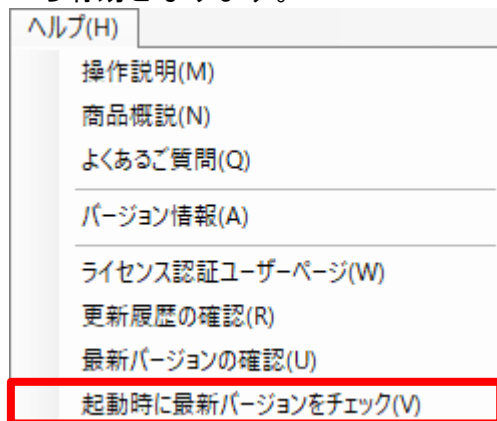 ヘルプ(H)
操作説明(M)
商品概説(N)
よくあるご質問(Q)
バージョン情報(A)
ライセンス認証ユーザーページ(W)
更新履歴の確認(R)
最新バージョンの確認(U)
起動時に最新バージョンをチェック(V)